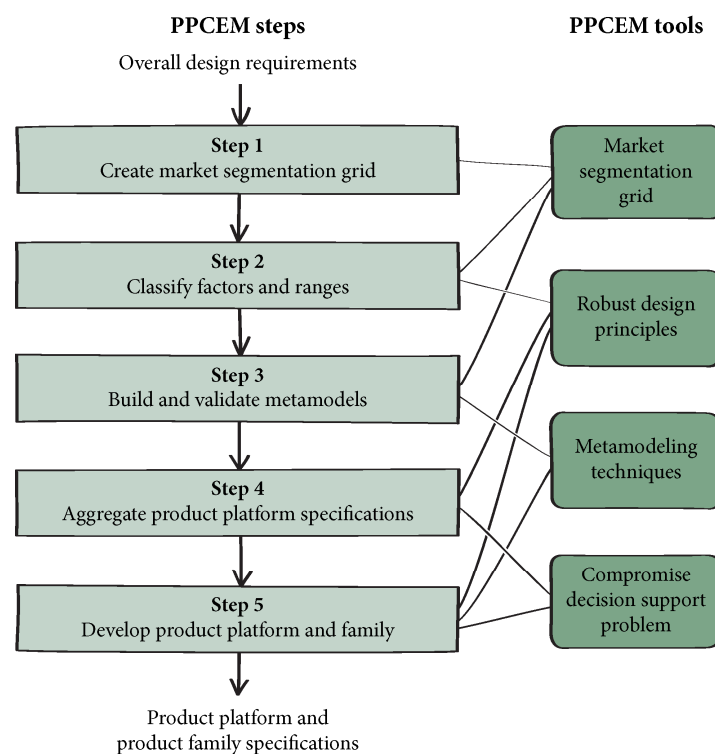 PPCEM steps
PPCEM tools
Overall design requirements
Step 1
Create market segmentation grid
Market
segmentation
grid
Step 2
Classify factors and ranges
Robust design
principles
Step 3
Build and validate metamodels
Metamodeling
techniques
Step 4
Aggregate product platform specifications
Compromise
decision support
problem
Step 5
Develop product platform and family
Product platform and
product family specifications